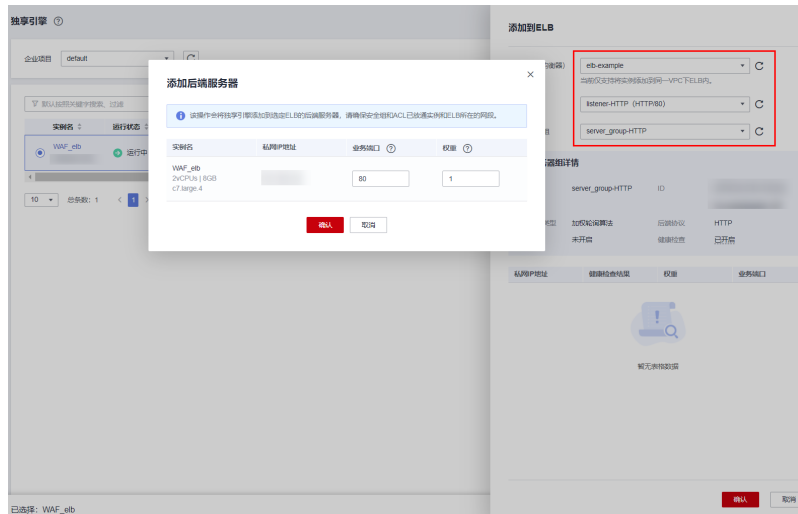 独享引擎
企业项目 default
默认按照关键字搜索、过滤
实例名 运行状态
WAF_elb 运行中
10 总条数: 1 < 1 >
已选择: WAF_elb
添加后端服务器
该操作会将独享引擎添加到选定ELB的后端服务器，请确保安全组和ACL已放通实例和ELB所在的网段。
实例名 私网IP地址 业务端口 权重
WAF_elb
2vCPUs | 8GB
c7.large.4
80 1
确认 取消
添加到ELB
均衡器) elb-example
当前仅支持将实例添加到同一VPC下ELB内。
listener-HTTP (HTTP/80)
组 server_group-HTTP
器组详情
server_group-HTTP ID
类型 加权轮询算法 后端协议 HTTP
未开启 健康检查 已开启
私网IP地址 健康检查结果 权重 业务端口
暂无表格数据
确认 取消